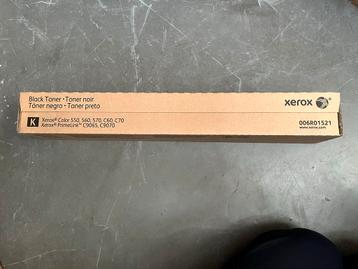 Black Toner • Toner noir
Tóner negro • Toner preto
xerox
K
Xerox® Color 550, 560, 570, C60, C70
Xerox® PrimeLink™ C9065, C9070
006R01521
www.xerox.com